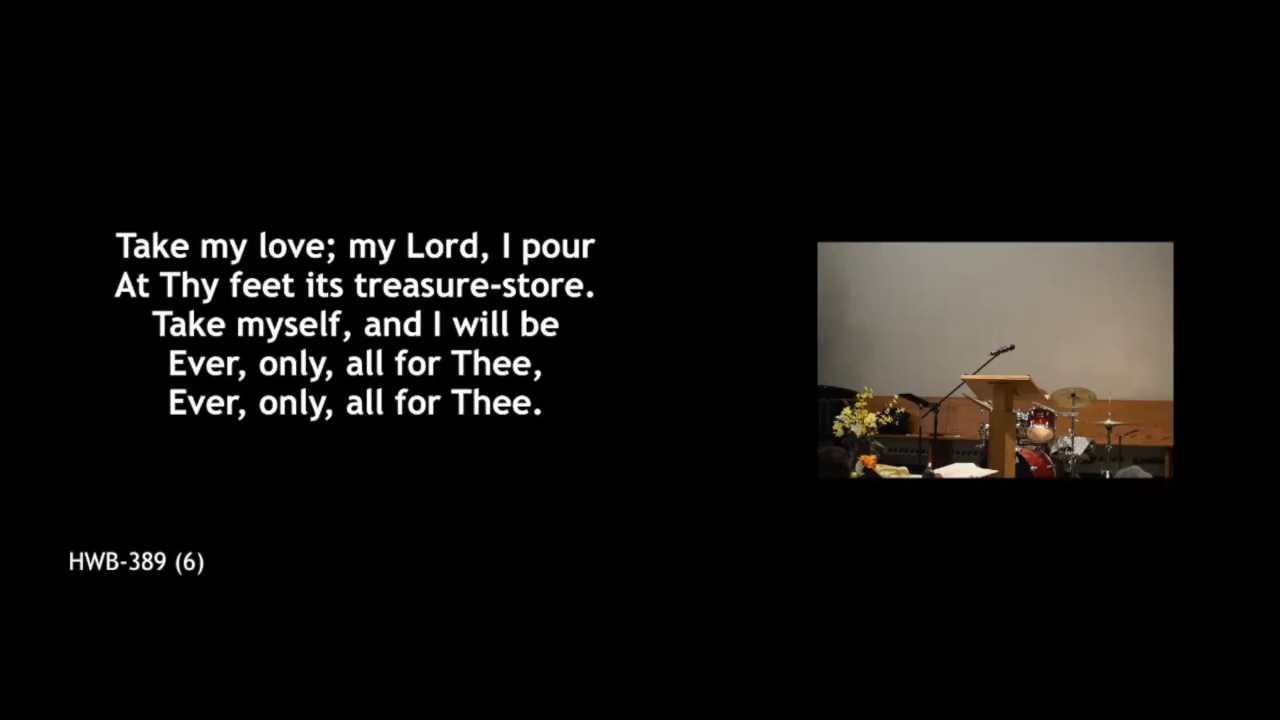 Take my love; my Lord, I pour
At Thy feet its treasure-store.
Take myself, and I will be
Ever, only, all for Thee,
Ever, only, all for Thee.
HWB-389 (6)